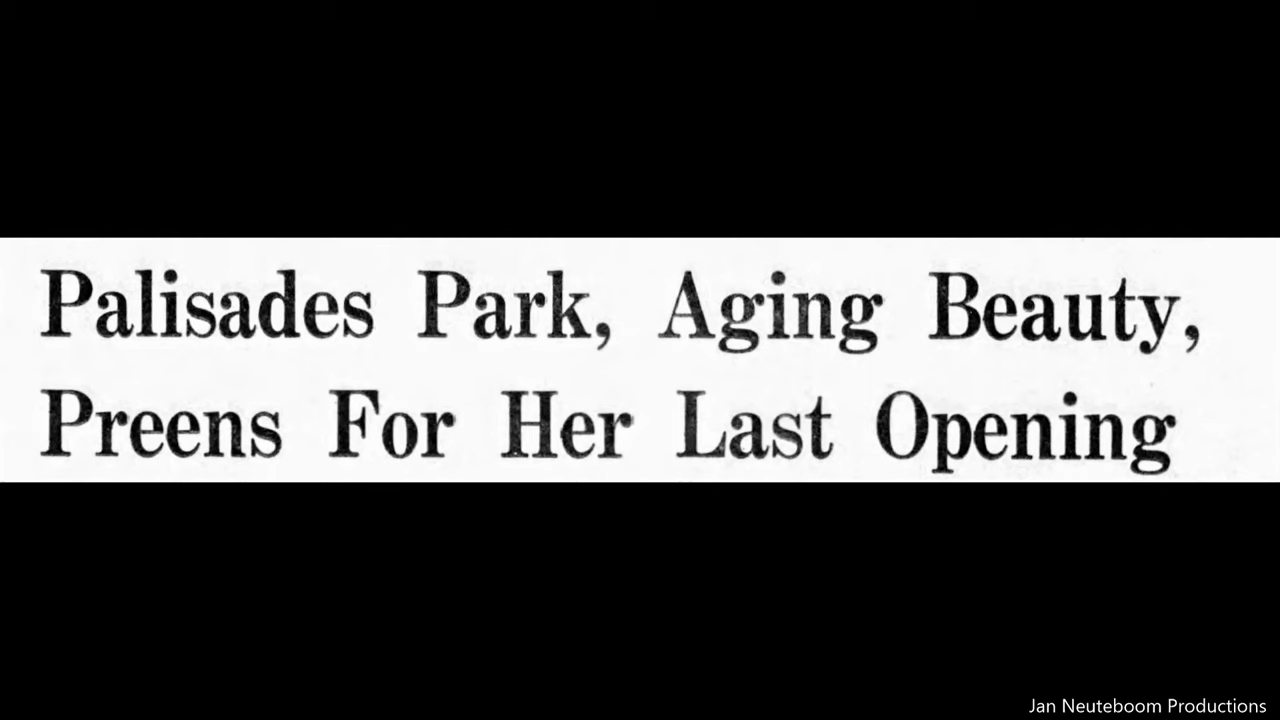 Palisades Park, Aging Beauty,
Preens For Her Last Opening
Jan Neuteboom Productions